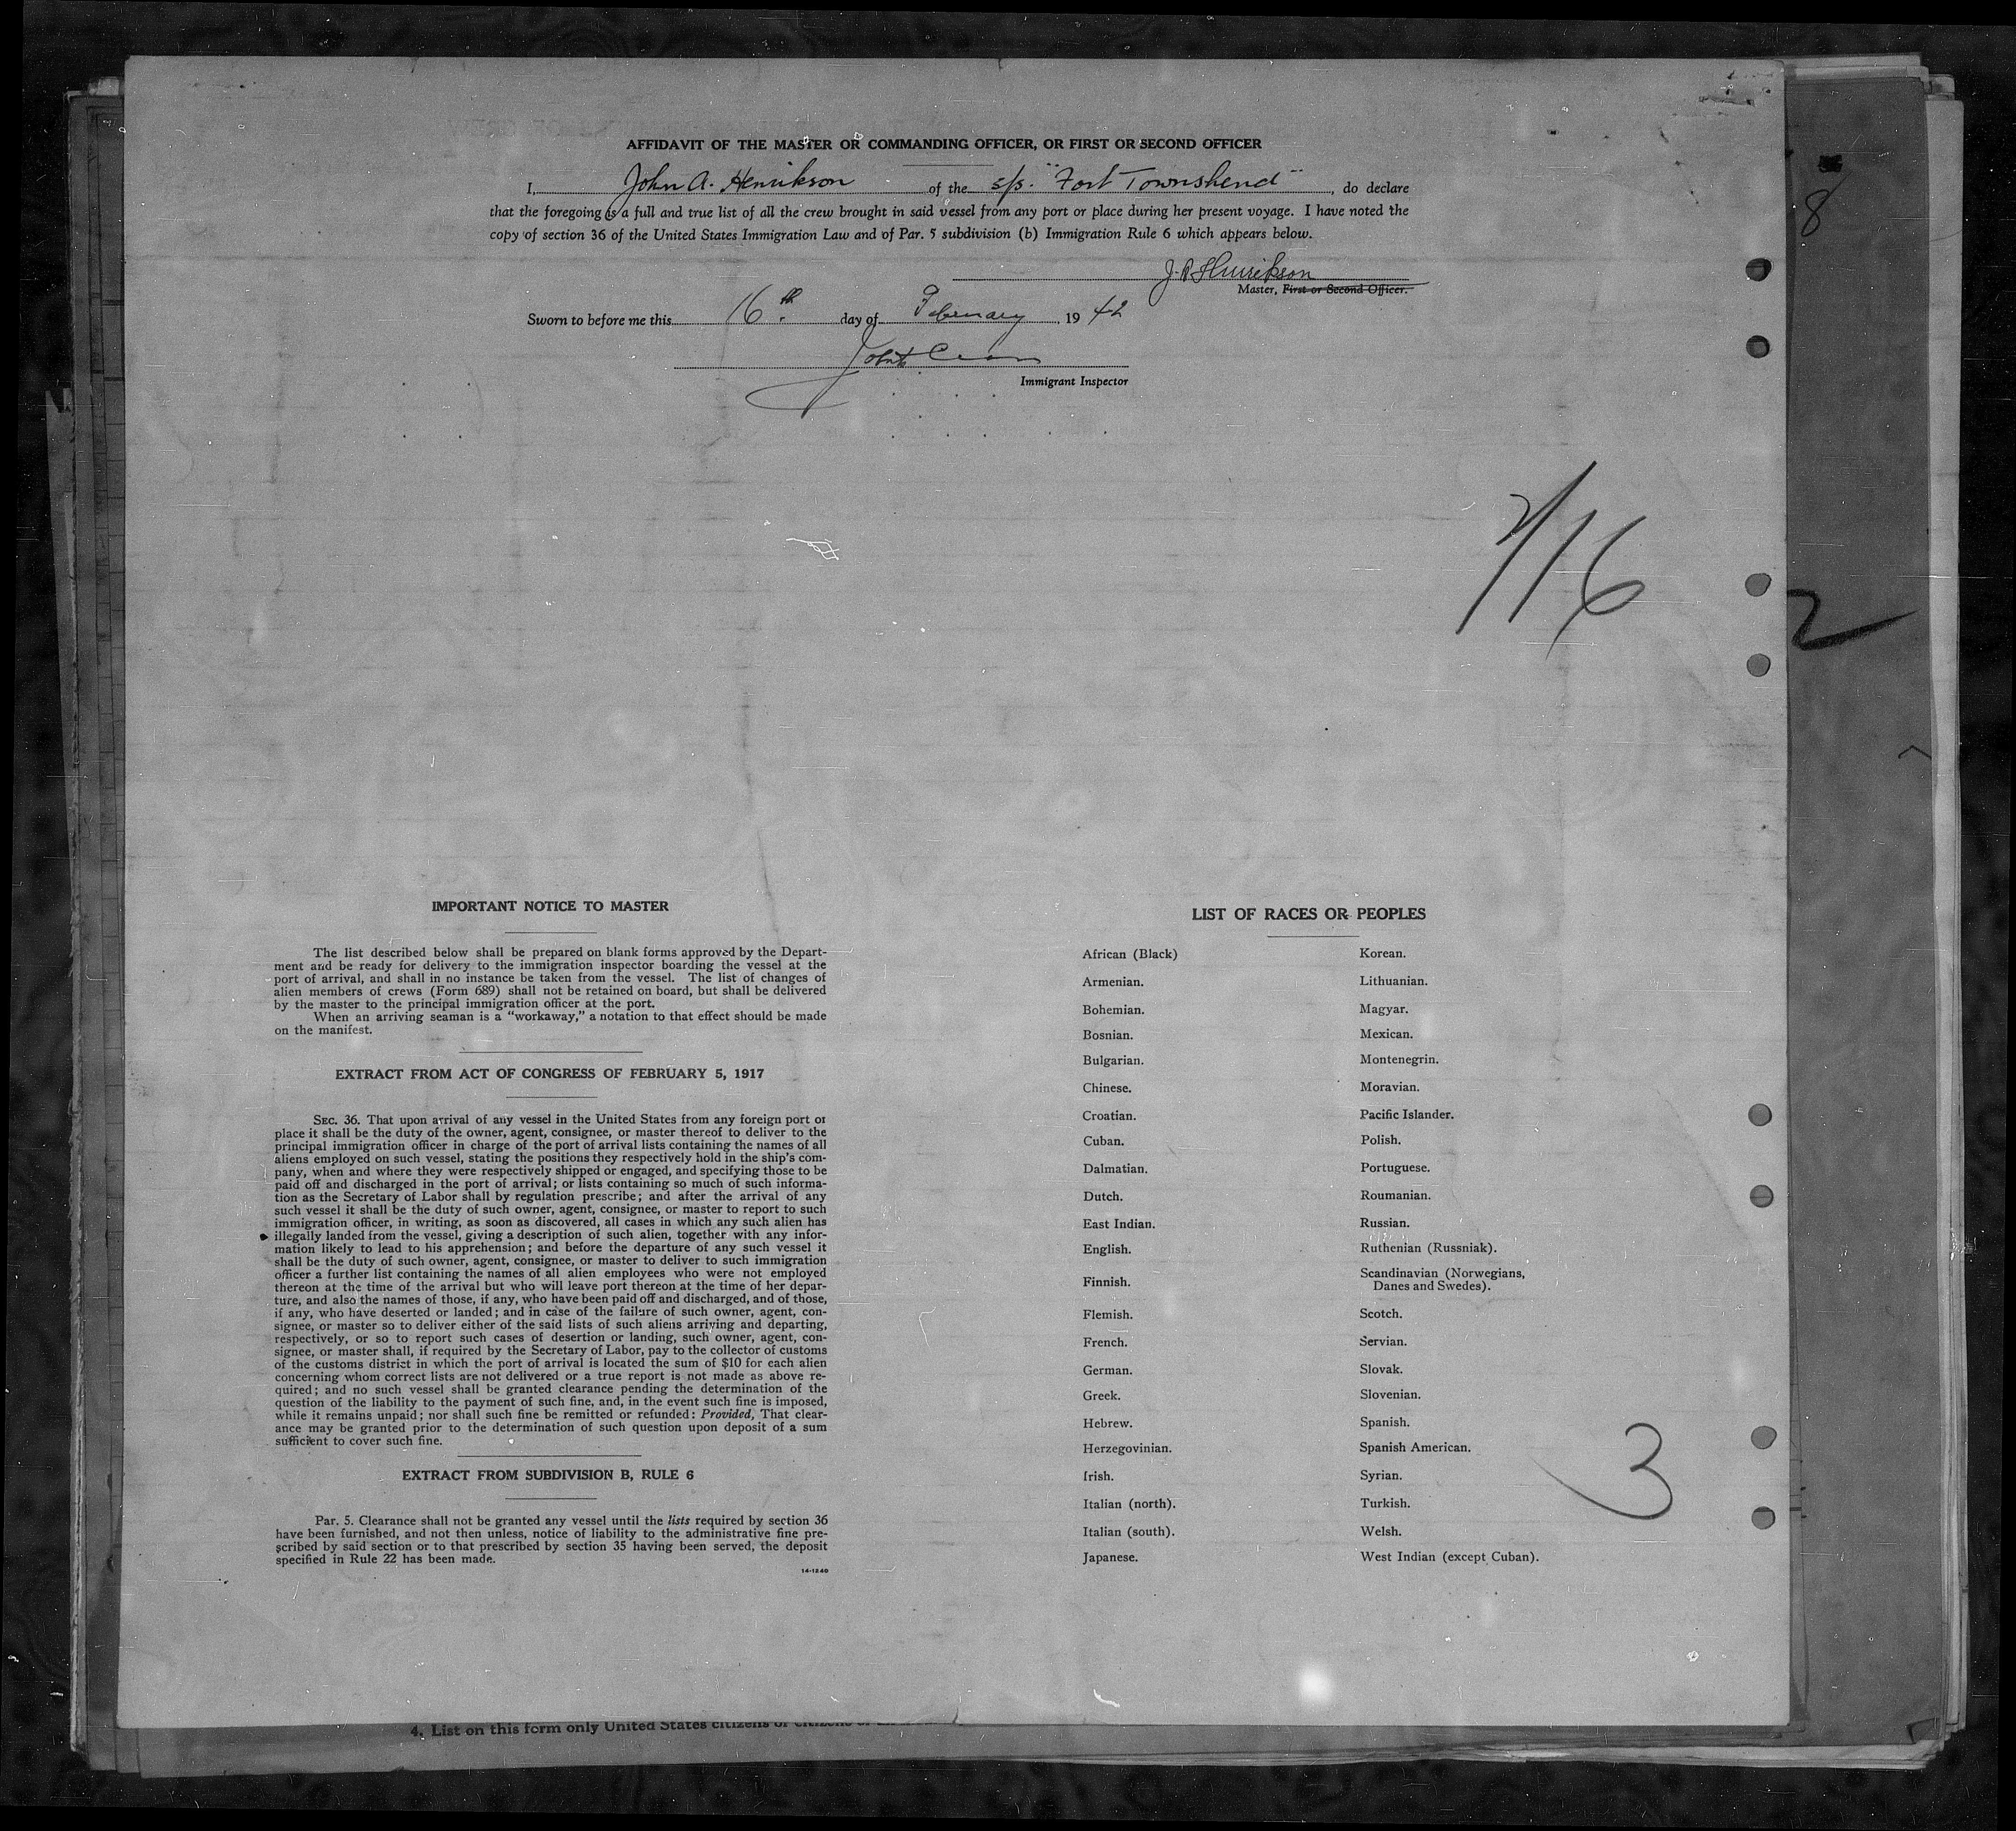 AFFIDAVIT OF THE MASTER OR COMMANDING OFFICER, OR FIRST OR SECOND OFFICER
I, John A. Henrikson of the s/s. "Fort Townshend", do declare
that the foregoing is a full and true list of all the crew brought in said vessel from any port or place during her present voyage. I have noted the
copy of section 36 of the United States Immigration Law and of Par. 5 subdivision (b) Immigration Rule 6 which appears below.
J. A. Henrikson
Master, First or Second Officer.
Sworn to before me this 16th. day of February, 19 42
John
Immigrant Inspector
8
2/16
2
IMPORTANT NOTICE TO MASTER
The list described below shall be prepared on blank forms approved by the Depart-
ment and be ready for delivery to the immigration inspector boarding the vessel at the
port of arrival, and shall in no instance be taken from the vessel. The list of changes of
alien members of crews (Form 689) shall not be retained on board, but shall be delivered
by the master to the principal immigration officer at the port.
When an arriving seaman is a "workaway," a notation to that effect should be made
on the manifest.
EXTRACT FROM ACT OF CONGRESS OF FEBRUARY 5, 1917
SEC. 36. That upon arrival of any vessel in the United States from any foreign port or
place it shall be the duty of the owner, agent, consignee, or master thereof to deliver to the
principal immigration officer in charge of the port of arrival lists containing the names of all
aliens employed on such vessel, stating the positions they respectively hold in the ship's com-
pany, when and where they were respectively shipped or engaged, and specifying those to be
paid off and discharged in the port of arrival; or lists containing so much of such informa-
tion as the Secretary of Labor shall by regulation prescribe; and after the arrival of any
such vessel it shall be the duty of such owner, agent, consignee, or master to report to such
immigration officer, in writing, as soon as discovered, all cases in which any such alien has
illegally landed from the vessel, giving a description of such alien, together with any infor-
mation likely to lead to his apprehension; and before the departure of any such vessel it
shall be the duty of such owner, agent, consignee, or master to deliver to such immigration
officer a further list containing the names of all alien employees who were not employed
thereon at the time of the arrival but who will leave port thereon at the time of her depar-
ture, and also the names of those, if any, who have been paid off and discharged, and of those,
if any, who have deserted or landed; and in case of the failure of such owner, agent, con-
signee, or master so to deliver either of the said lists of such aliens arriving and departing,
respectively, or so to report such cases of desertion or landing, such owner, agent, con-
signee, or master shall, if required by the Secretary of Labor, pay to the collector of customs
of the customs district in which the port of arrival is located the sum of $10 for each alien
concerning whom correct lists are not delivered or a true report is not made as above re-
quired; and no such vessel shall be granted clearance pending the determination of the
question of the liability to the payment of such fine, and, in the event such fine is imposed,
while it remains unpaid; nor shall such fine be remitted or refunded: Provided, That clear-
ance may be granted prior to the determination of such question upon deposit of a sum
sufficient to cover such fine.
EXTRACT FROM SUBDIVISION B, RULE 6
Par. 5. Clearance shall not be granted any vessel until the lists required by section 36
have been furnished, and not then unless, notice of liability to the administrative fine pre-
scribed by said section or to that prescribed by section 35 having been served, the deposit
specified in Rule 22 has been made.
14-1240
LIST OF RACES OR PEOPLES
African (Black)
Armenian.
Bohemian.
Bosnian.
Bulgarian.
Chinese.
Croatian.
Cuban.
Dalmatian.
Dutch.
East Indian.
English.
Finnish.
Flemish.
French.
German.
Greek.
Hebrew.
Herzegovinian.
Irish.
Italian (north).
Italian (south).
Japanese.
Korean.
Lithuanian.
Magyar.
Mexican.
Montenegrin.
Moravian.
Pacific Islander.
Polish.
Portuguese.
Roumanian.
Russian.
Ruthenian (Russniak).
Scandinavian (Norwegians,
Danes and Swedes).
Scotch.
Servian.
Slovak.
Slovenian.
Spanish.
Spanish American.
Syrian.
Turkish.
Welsh.
West Indian (except Cuban).
3
4. List on this form only United States citizens or citizens of